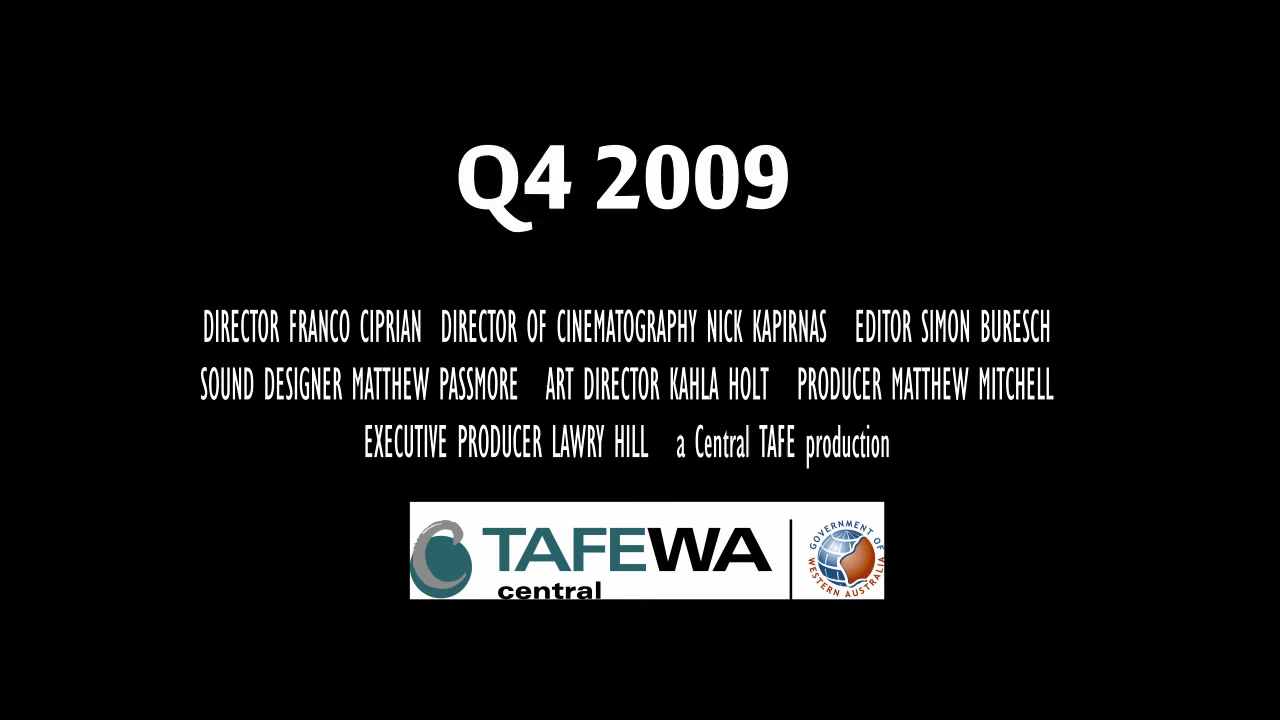 Q4 2009
DIRECTOR FRANCO CIPRIAN DIRECTOR OF CINEMATOGRAPHY NICK KAPIRNAS EDITOR SIMON BURESCH
SOUND DESIGNER MATTHEW PASSMORE ART DIRECTOR KAHLA HOLT PRODUCER MATTHEW MITCHELL
EXECUTIVE PRODUCER LAWRY HILL a Central TAFE production
TAFEWA
central
GOVERNMENT OF
WESTERN AUSTRALIA